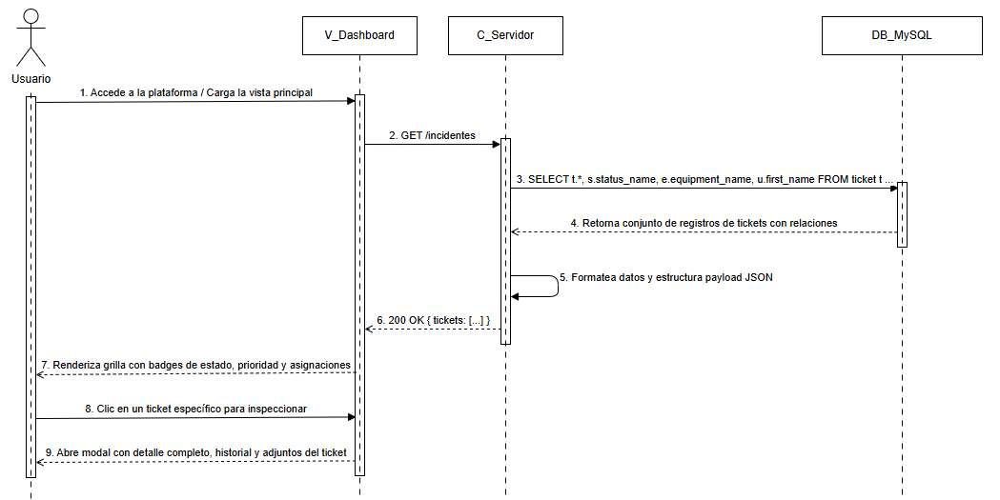 V_Dashboard
C_Servidor
DB_MySQL
Usuario
1. Accede a la plataforma / Carga la vista principal
2. GET /incidentes
3. SELECT t.*, s.status_name, e.equipment_name, u.first_name FROM ticket t ...
4. Retorna conjunto de registros de tickets con relaciones
5. Formatea datos y estructura payload JSON
6. 200 OK { tickets: [...] }
7. Renderiza grilla con badges de estado, prioridad y asignaciones
8. Clic en un ticket específico para inspeccionar
9. Abre modal con detalle completo, historial y adjuntos del ticket